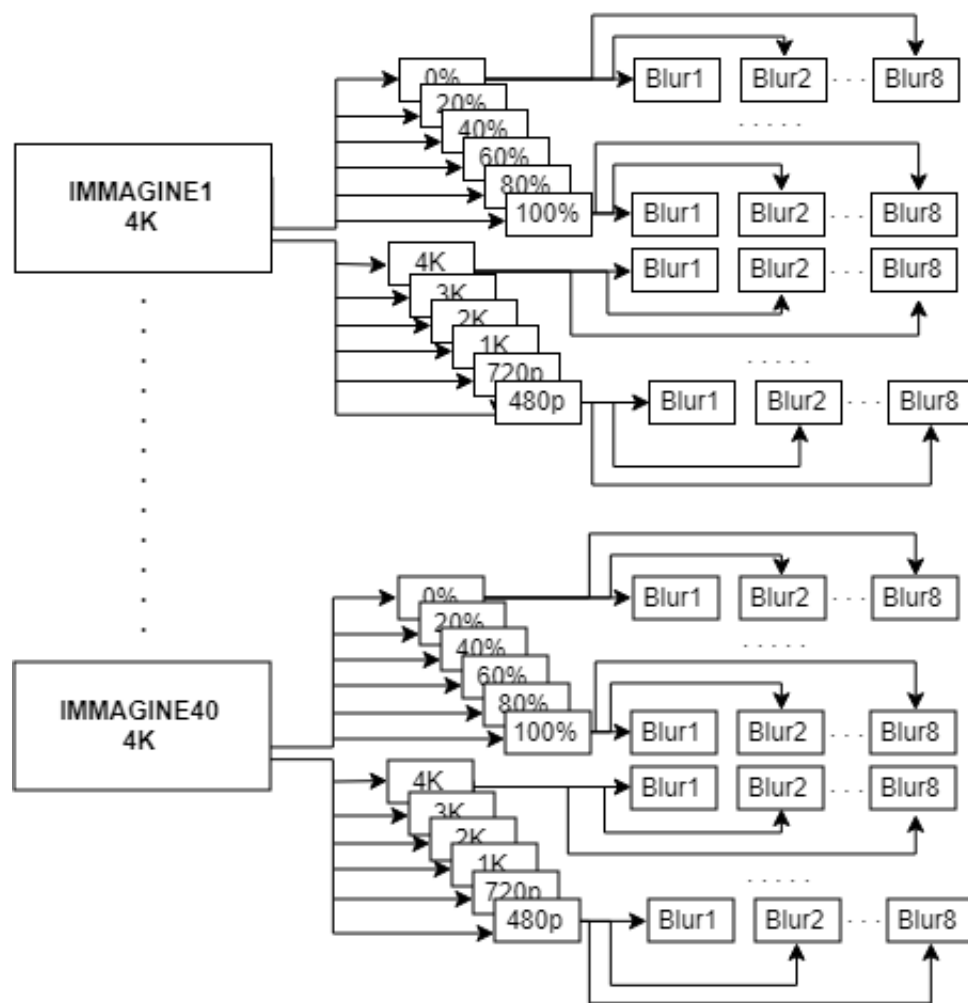 0%
Blur1 Blur2 . . . Blur8
20%
. . . . .
40%
60%
80%
100%
Blur1 Blur2 . . . Blur8
IMMAGINE1
4K
4K
Blur1 Blur2 . . . Blur8
3K
2K
1K
. . . . .
720p
480p
Blur1 Blur2 . . . Blur8
0%
Blur1 Blur2 . . . Blur8
20%
. . . . .
40%
60%
80%
100%
Blur1 Blur2 . . . Blur8
IMMAGINE40
4K
4K
Blur1 Blur2 . . . Blur8
3K
2K
1K
. . . . .
720p
480p
Blur1 Blur2 . . . Blur8